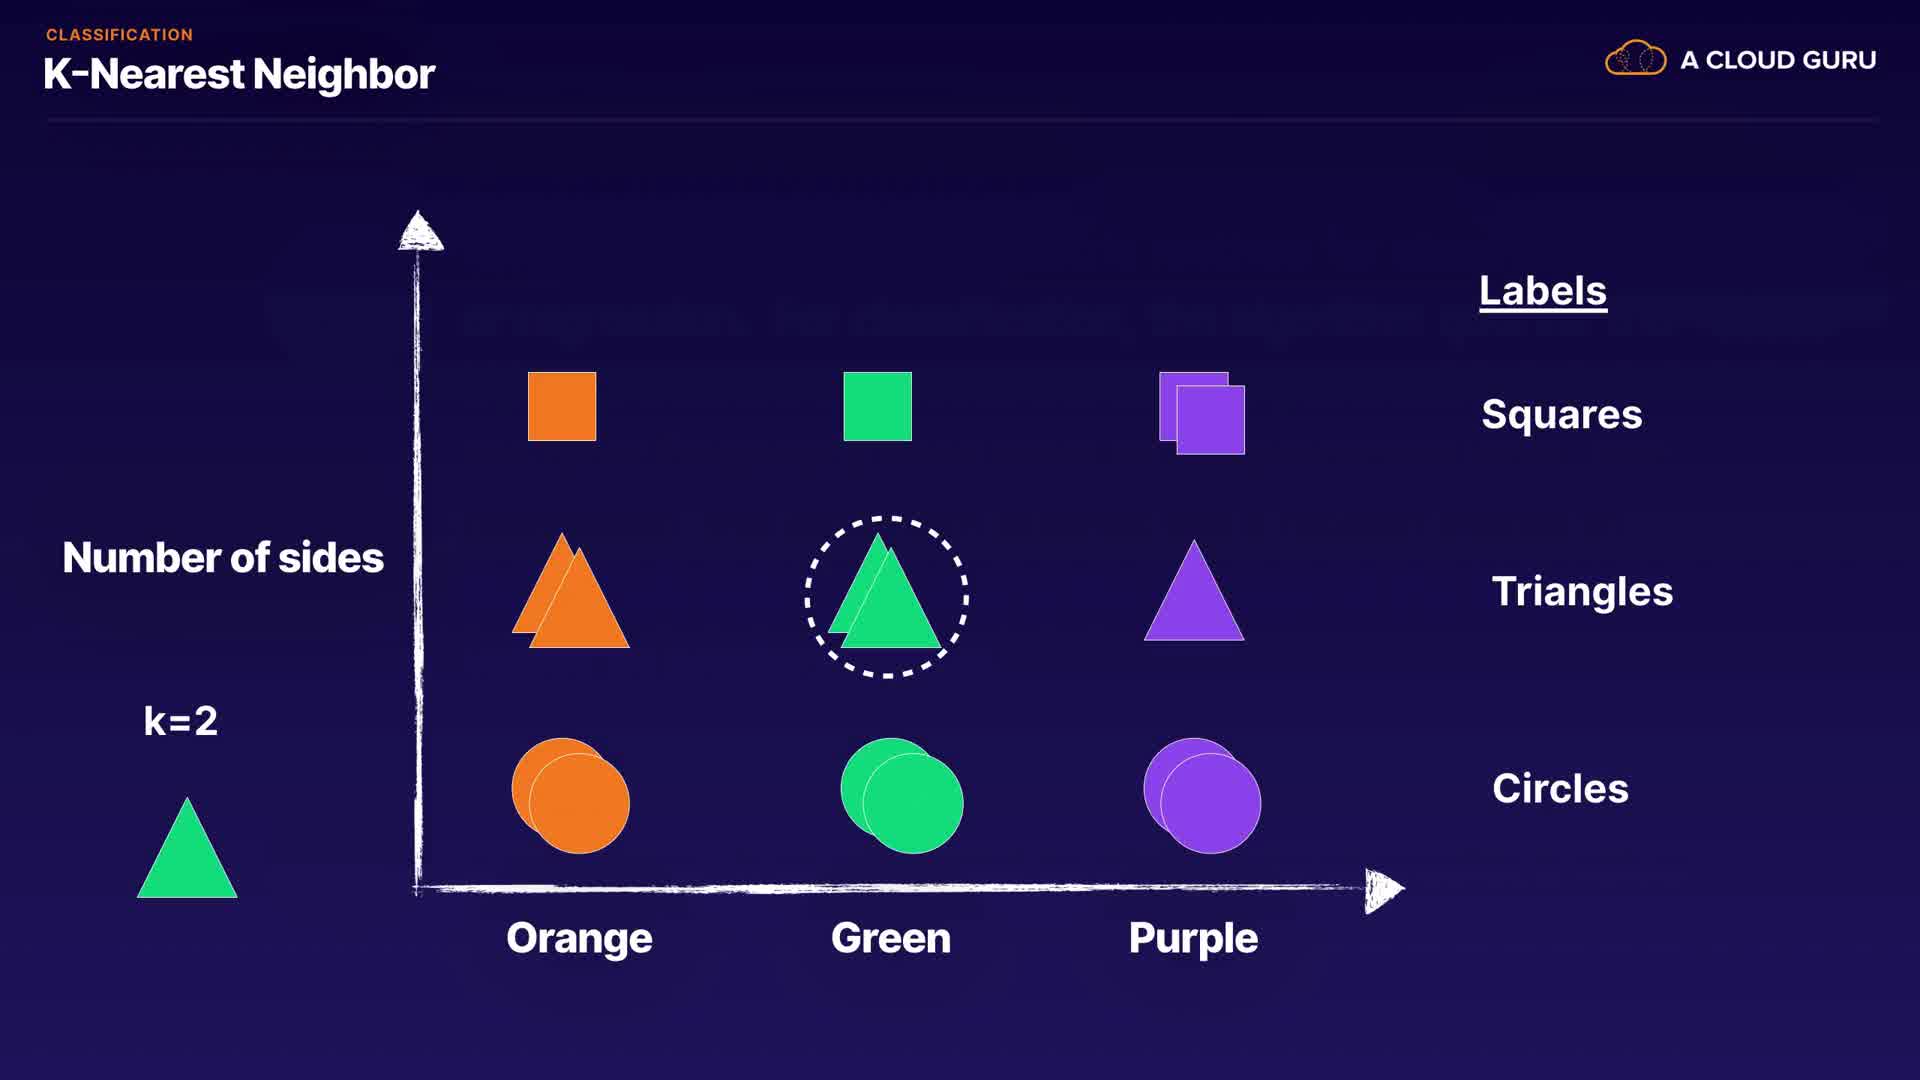 CLASSIFICATION
K-Nearest Neighbor
A CLOUD GURU
Labels
Squares
Number of sides
Triangles
k=2
Circles
Orange
Green
Purple